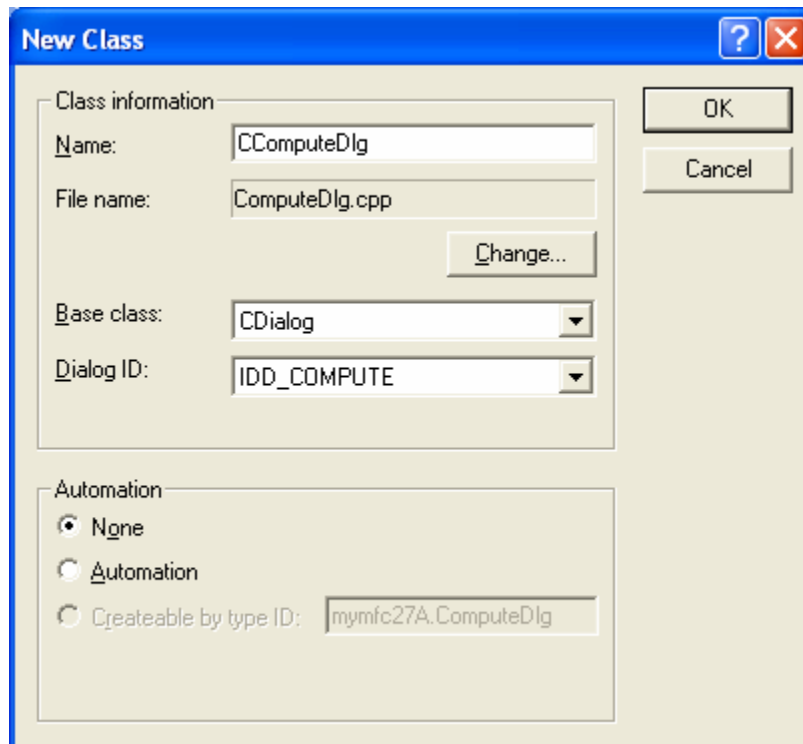 New Class
Class information
Name: CComputeDlg
OK
File name: ComputeDlg.cpp
Cancel
Change...
Base class: CDialog
Dialog ID: IDD_COMPUTE
Automation
None
Automation
Createable by type ID: mymfc27A.ComputeDlg